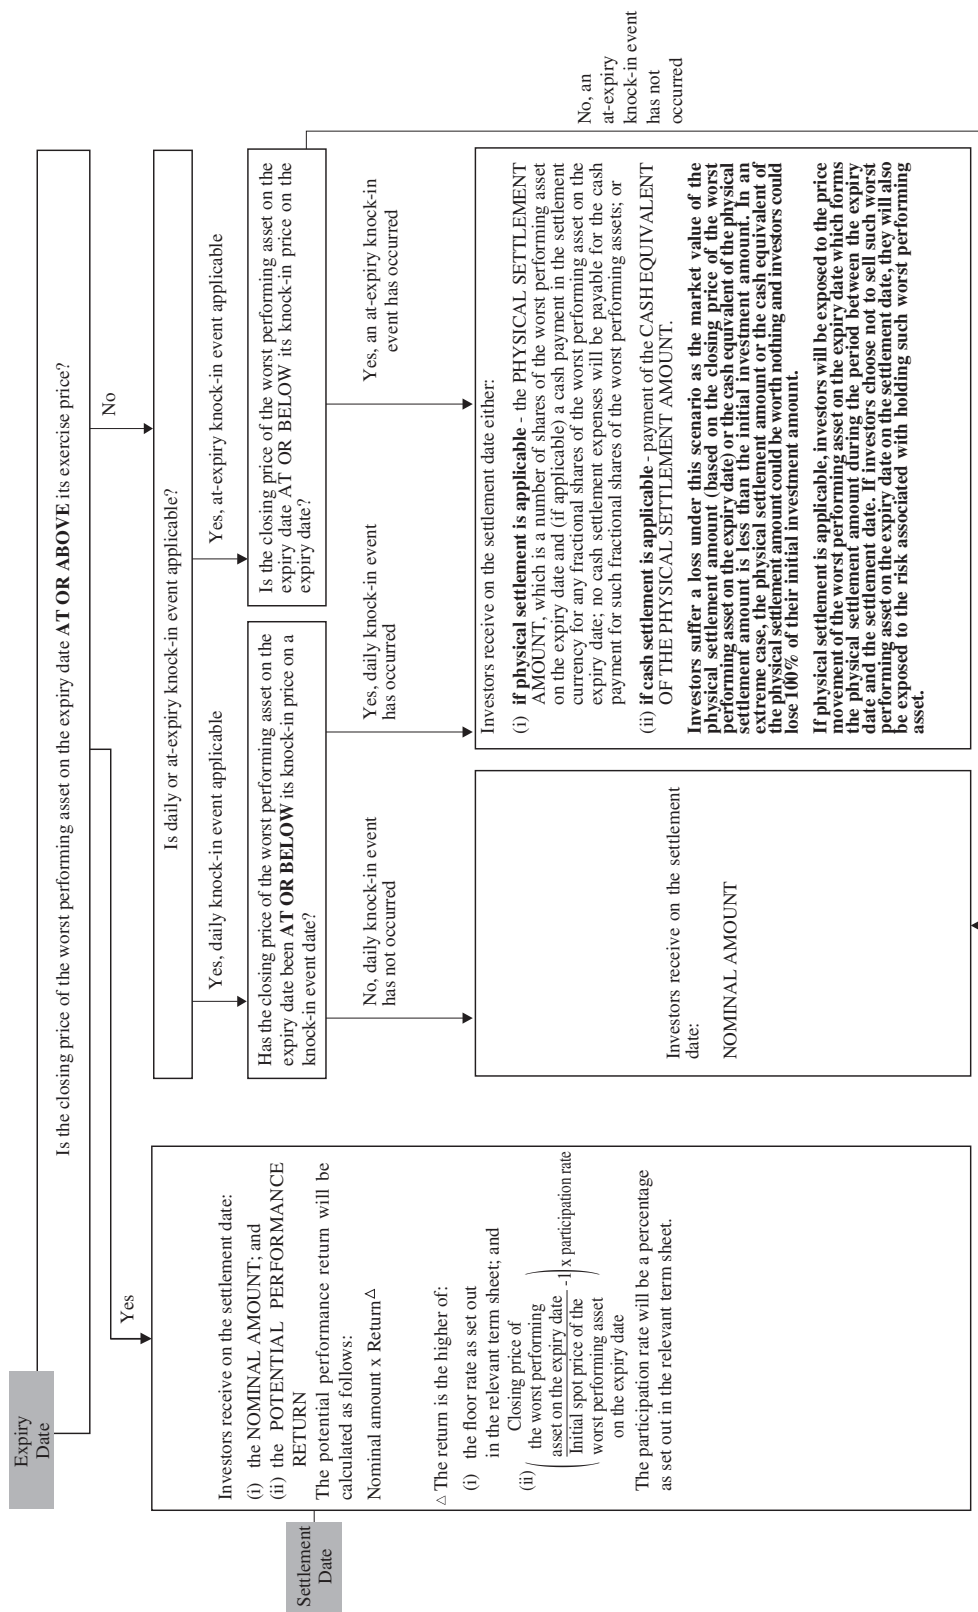 Expiry
Date
Is the closing price of the worst performing asset on the expiry date AT OR ABOVE its exercise price?
Yes
No
Is daily or at-expiry knock-in event applicable?
Yes, daily knock-in event applicable
Yes, at-expiry knock-in event applicable
Has the closing price of the worst performing asset on the
expiry date been AT OR BELOW its knock-in price on a
knock-in event date?
Is the closing price of the worst performing asset on the
expiry date AT OR BELOW its knock-in price on the
expiry date?
No, daily knock-in event
has not occurred
Yes, daily knock-in event
has occurred
Yes, an at-expiry knock-in
event has occurred
No, an
at-expiry
knock-in event
has not
occurred
Settlement
Date
Investors receive on the settlement date:
(i) the NOMINAL AMOUNT; and
(ii) the POTENTIAL PERFORMANCE
RETURN
The potential performance return will be
calculated as follows:
Nominal amount x Return△
△ The return is the higher of:
(i) the floor rate as set out
in the relevant term sheet; and
(ii) ( Closing price of
the worst performing
asset on the expiry date
Initial spot price of the
worst performing asset
on the expiry date
-1 ) x participation rate
The participation rate will be a percentage
as set out in the relevant term sheet.
Investors receive on the settlement
date:
NOMINAL AMOUNT
Investors receive on the settlement date either:
(i) if physical settlement is applicable - the PHYSICAL SETTLEMENT
AMOUNT, which is a number of shares of the worst performing asset
on the expiry date and (if applicable) a cash payment in the settlement
currency for any fractional shares of the worst performing asset on the
expiry date; no cash settlement expenses will be payable for the cash
payment for such fractional shares of the worst performing assets; or
(ii) if cash settlement is applicable - payment of the CASH EQUIVALENT
OF THE PHYSICAL SETTLEMENT AMOUNT.
Investors suffer a loss under this scenario as the market value of the
physical settlement amount (based on the closing price of the worst
performing asset on the expiry date) or the cash equivalent of the physical
settlement amount is less than the initial investment amount. In an
extreme case, the physical settlement amount or the cash equivalent of
the physical settlement amount could be worth nothing and investors could
lose 100% of their initial investment amount.
If physical settlement is applicable, investors will be exposed to the price
movement of the worst performing asset on the expiry date which forms
the physical settlement amount during the period between the expiry
date and the settlement date. If investors choose not to sell such worst
performing asset on the expiry date on the settlement date, they will also
be exposed to the risk associated with holding such worst performing
asset.